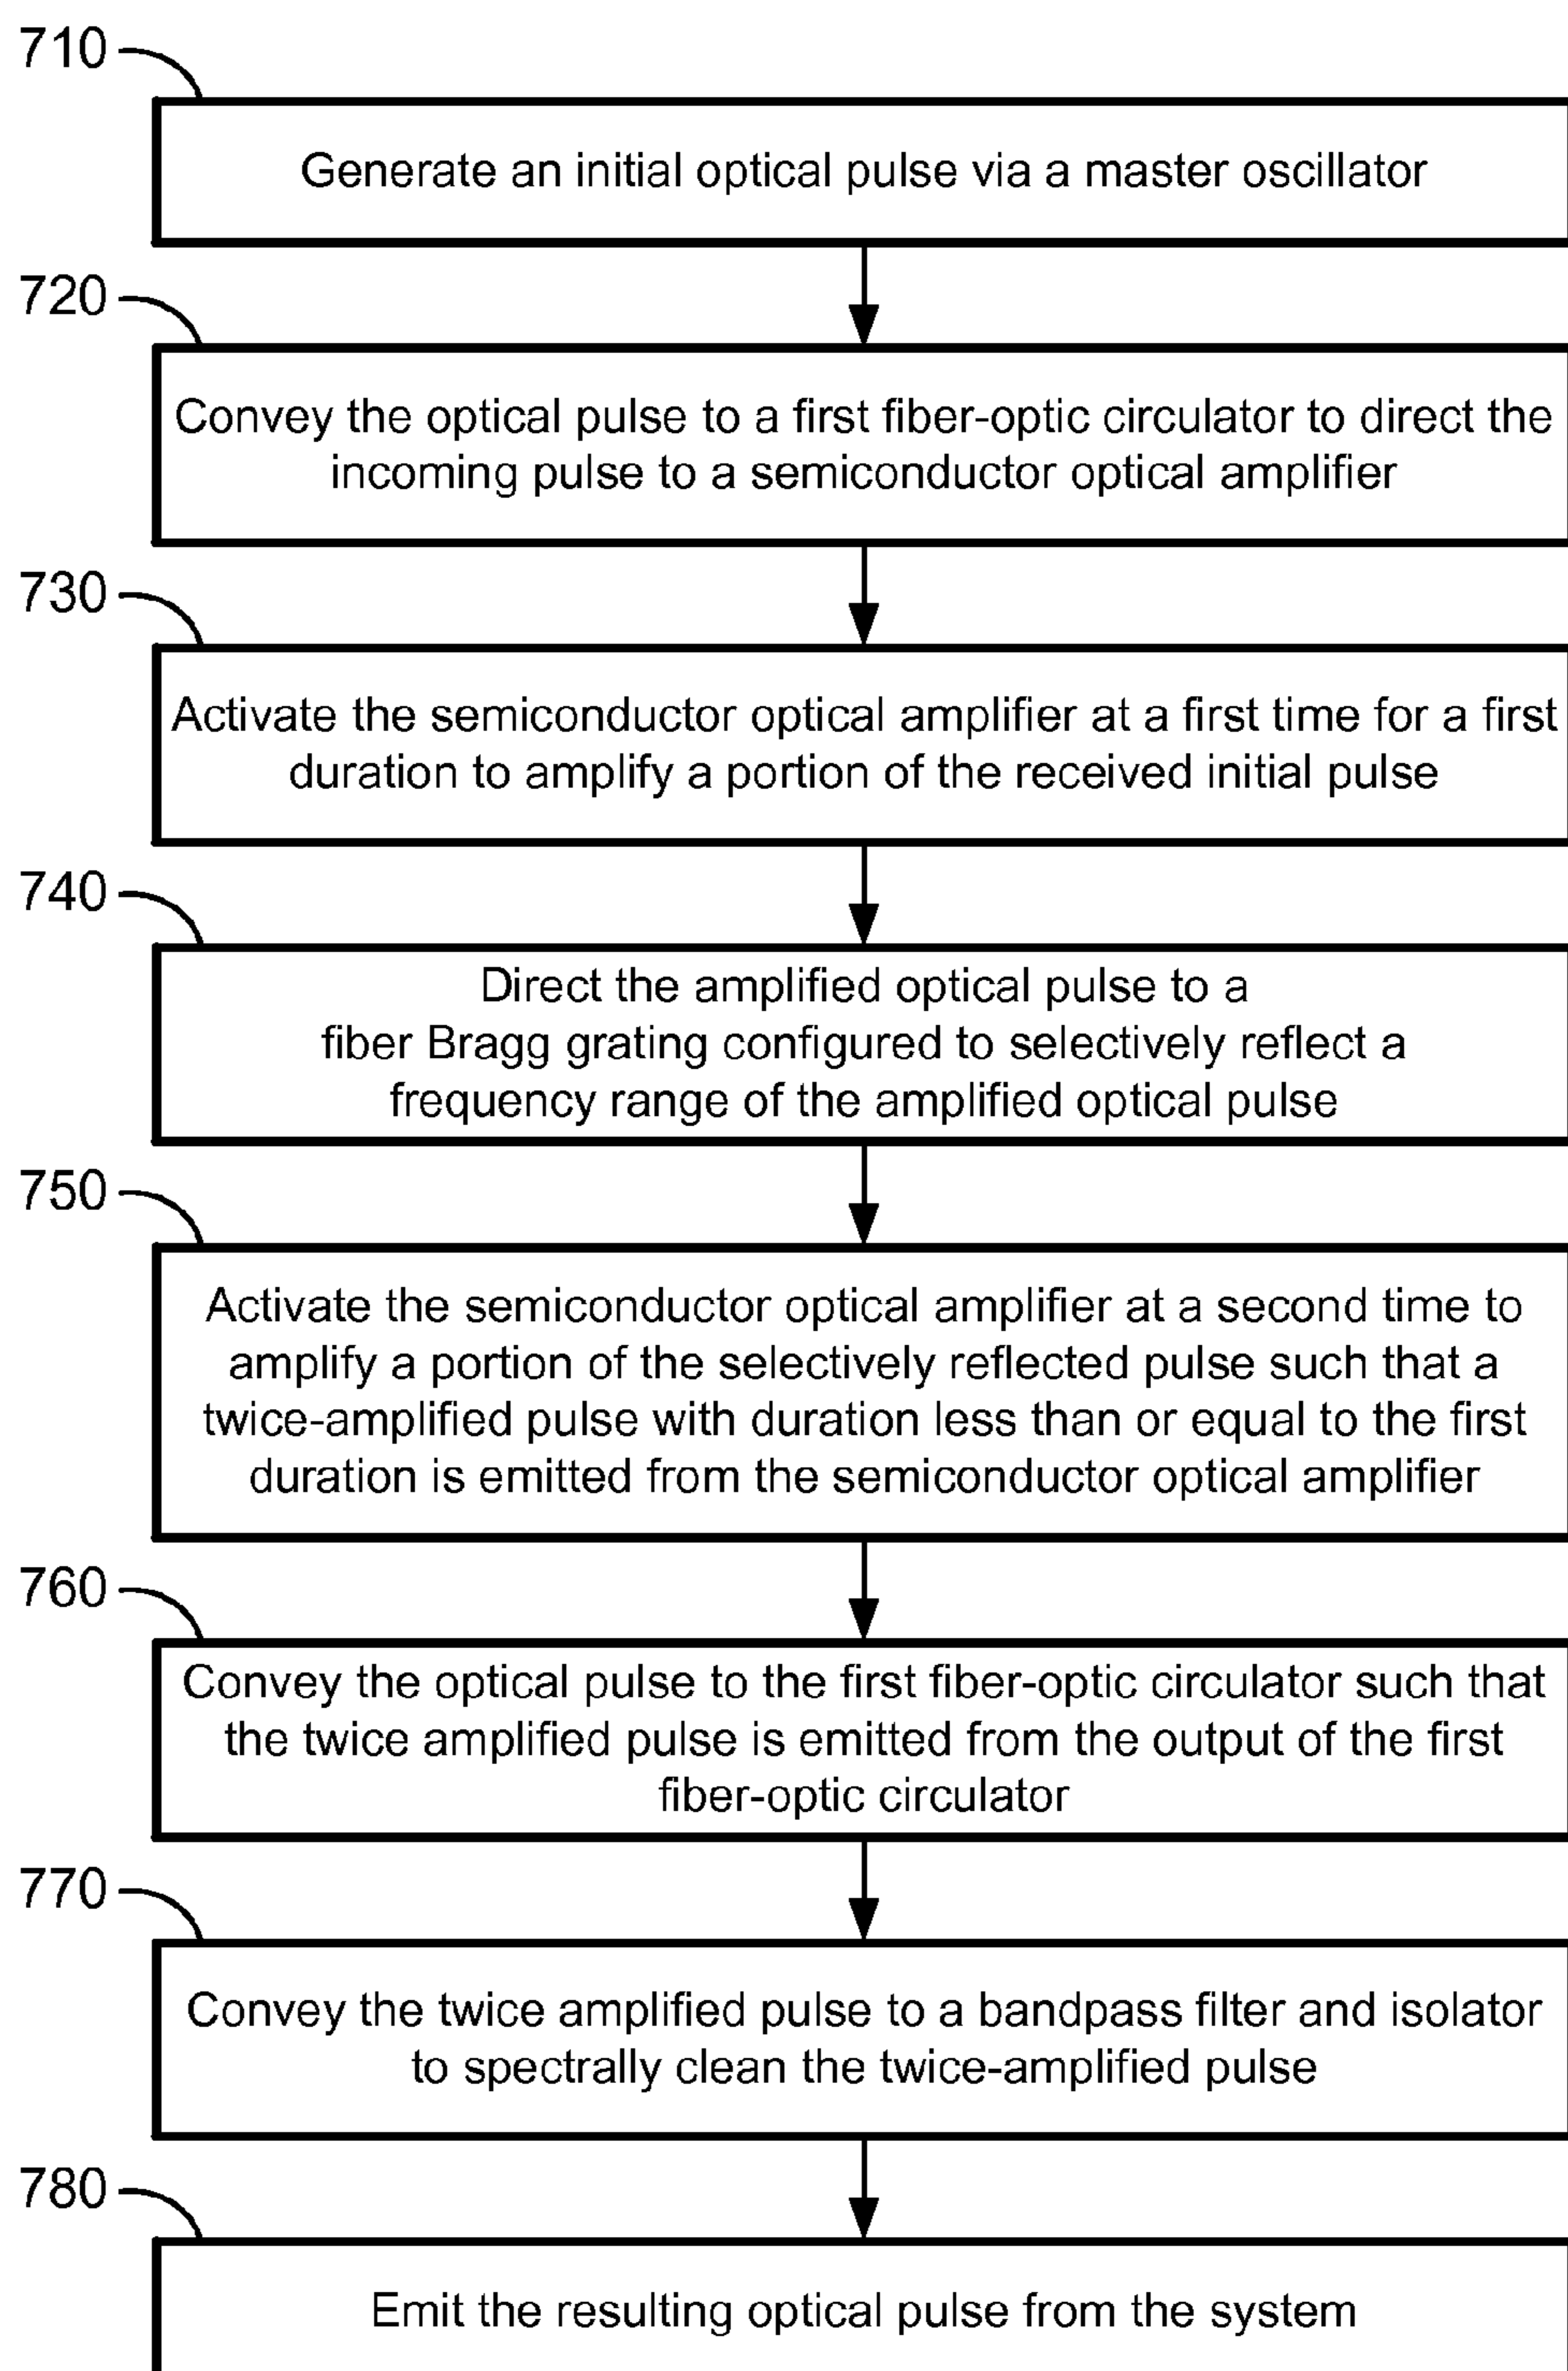 710
Generate an initial optical pulse via a master oscillator
720
Convey the optical pulse to a first fiber-optic circulator to direct the
incoming pulse to a semiconductor optical amplifier
730
Activate the semiconductor optical amplifier at a first time for a first
duration to amplify a portion of the received initial pulse
740
Direct the amplified optical pulse to a
fiber Bragg grating configured to selectively reflect a
frequency range of the amplified optical pulse
750
Activate the semiconductor optical amplifier at a second time to
amplify a portion of the selectively reflected pulse such that a
twice-amplified pulse with duration less than or equal to the first
duration is emitted from the semiconductor optical amplifier
760
Convey the optical pulse to the first fiber-optic circulator such that
the twice amplified pulse is emitted from the output of the first
fiber-optic circulator
770
Convey the twice amplified pulse to a bandpass filter and isolator
to spectrally clean the twice-amplified pulse
780
Emit the resulting optical pulse from the system